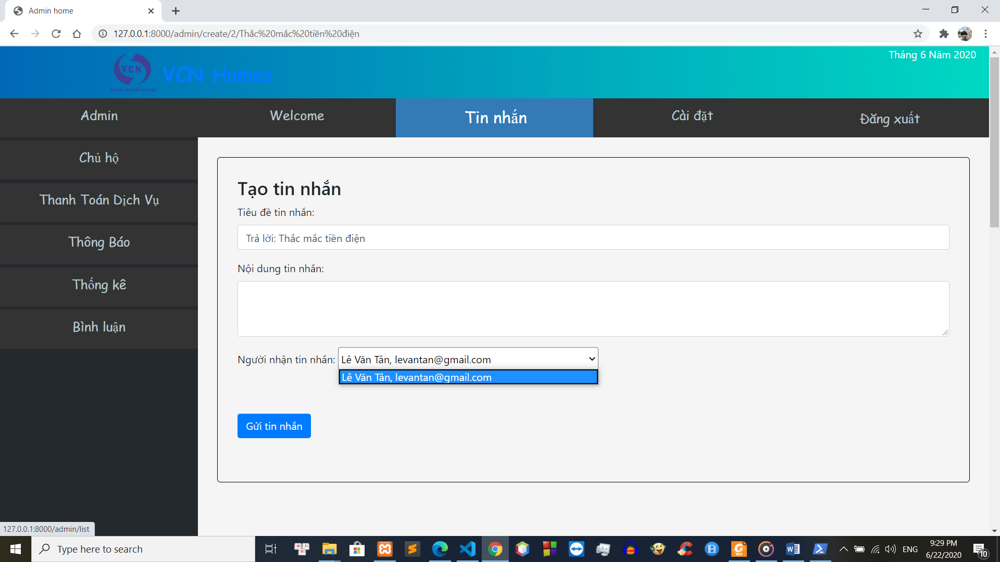 Admin home
127.0.0.1:8000/admin/create/2/Thắc%20mắc%20tiền%20điện
Tháng 6 Năm 2020
VCN
VCN Homes
Admin
Welcome
Tin nhắn
Cài đặt
Đăng xuất
Chủ hộ
Thanh Toán Dịch Vụ
Thông Báo
Thống kê
Bình luận
Tạo tin nhắn
Tiêu đề tin nhắn:
Trả lời: Thắc mắc tiền điện
Nội dung tin nhắn:
Người nhận tin nhắn: Lê Văn Tân, levantan@gmail.com
Lê Văn Tân, levantan@gmail.com
Gửi tin nhắn
127.0.0.1:8000/admin/list
Type here to search
ENG
9:29 PM
6/22/2020
10